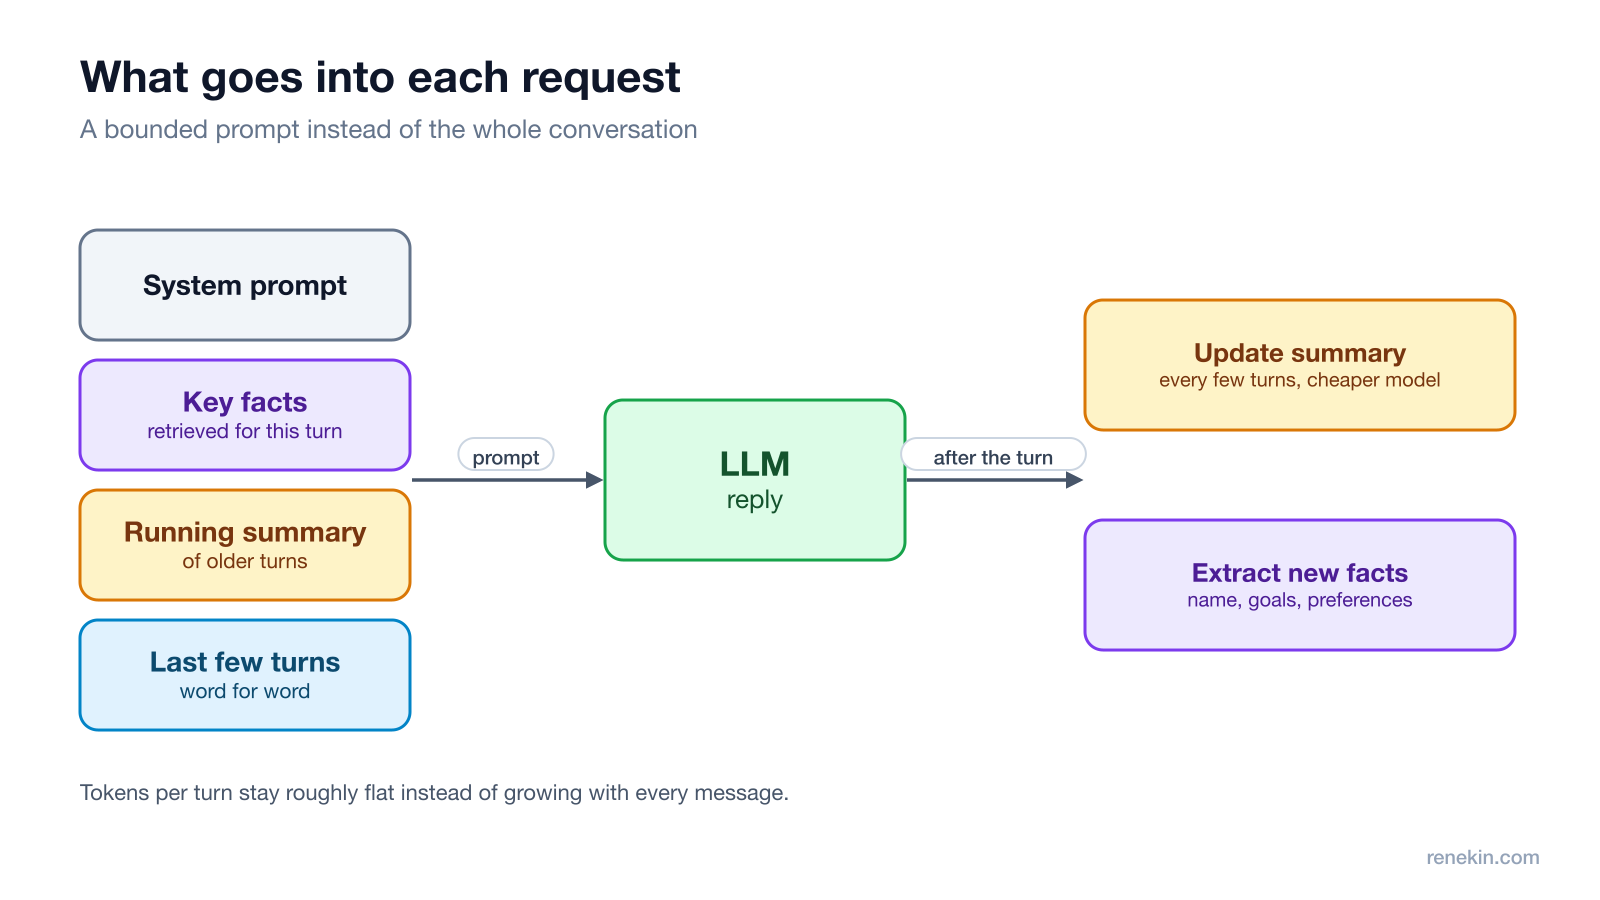 What goes into each request
A bounded prompt instead of the whole conversation
System prompt
Key facts
retrieved for this turn
Running summary
of older turns
Last few turns
word for word
prompt
LLM
reply
after the turn
Update summary
every few turns, cheaper model
Extract new facts
name, goals, preferences
Tokens per turn stay roughly flat instead of growing with every message.
renekin.com